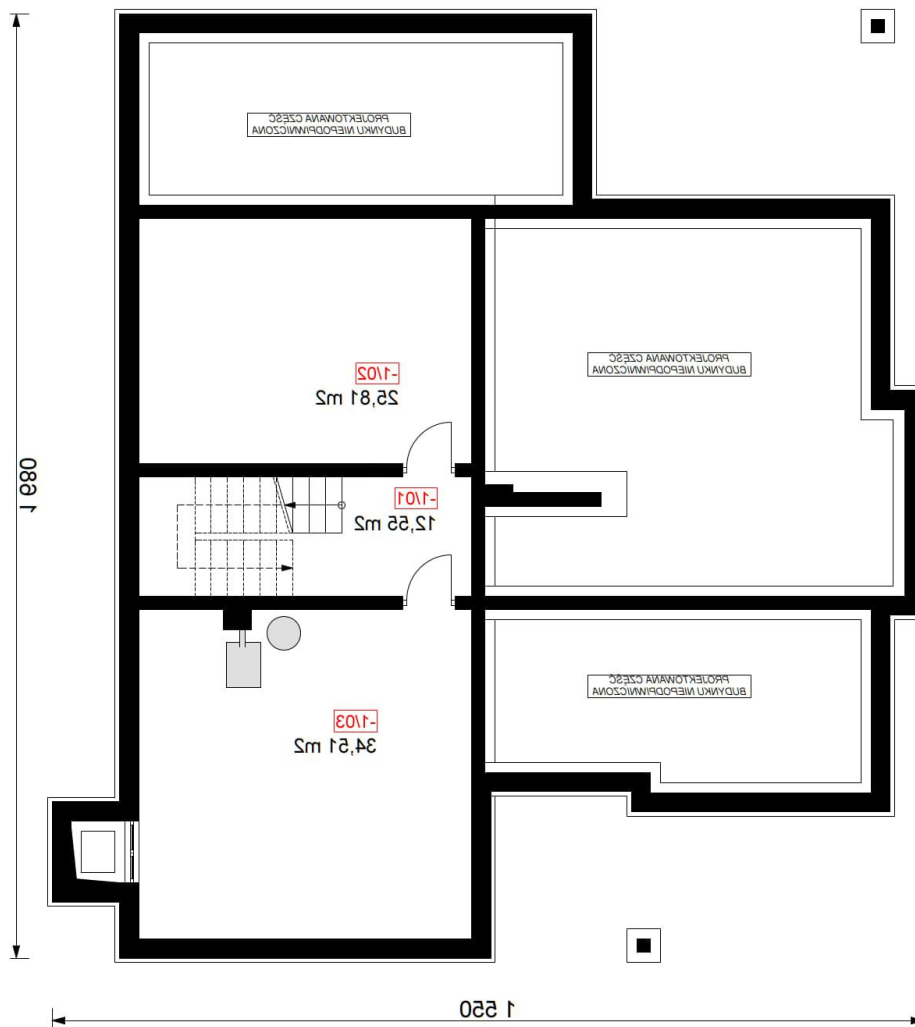 PROJEKTOWANA CZĘŚĆ
BUDYNKU NIEPODPIWNICZONA
-1/02
25,81 m2
PROJEKTOWANA CZĘŚĆ
BUDYNKU NIEPODPIWNICZONA
1 680
-1/01
12,55 m2
PROJEKTOWANA CZĘŚĆ
BUDYNKU NIEPODPIWNICZONA
-1/03
34,51 m2
1 550